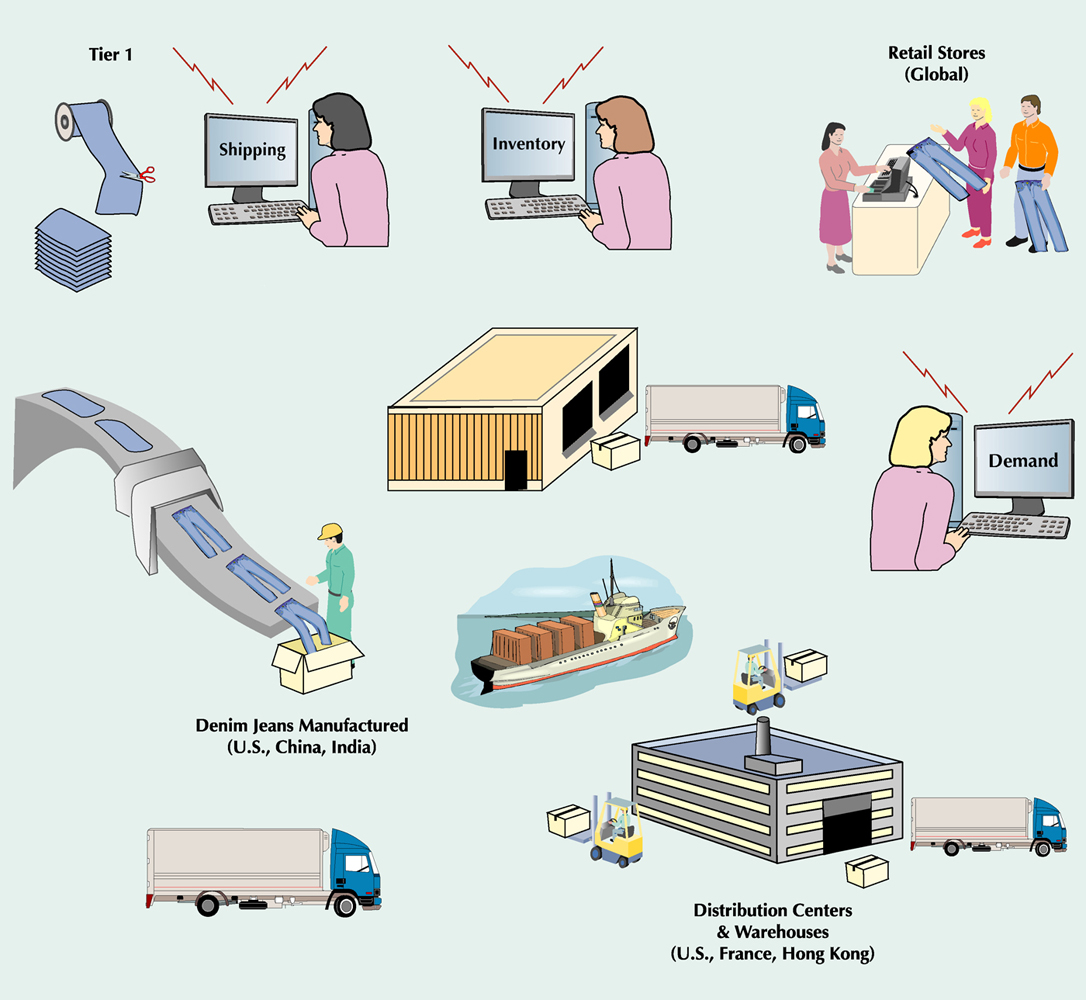 Tier 1
Shipping
Inventory
Retail Stores
(Global)
Demand
Denim Jeans Manufactured
(U.S., China, India)
Distribution Centers
& Warehouses
(U.S., France, Hong Kong)